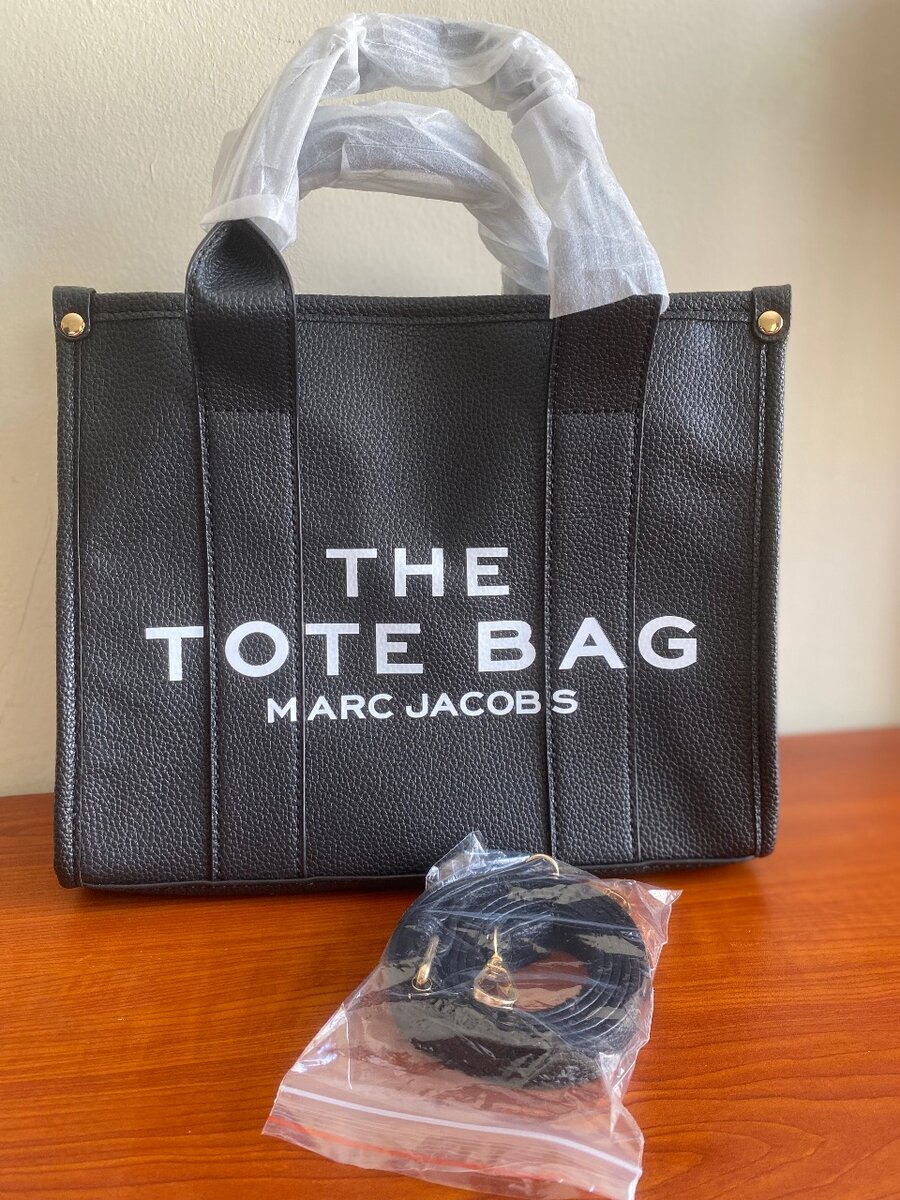 THE
TOTE BAG
MARC JACOBS